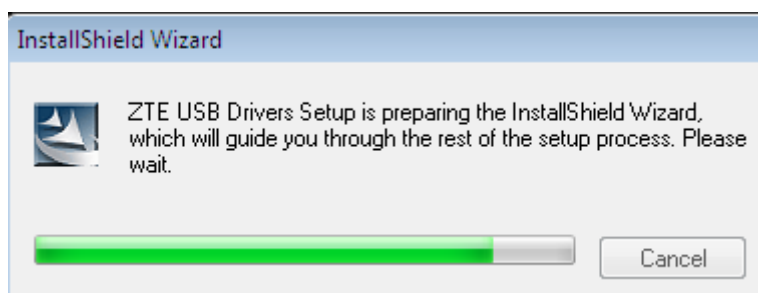 InstallShield Wizard
ZTE USB Drivers Setup is preparing the InstallShield Wizard,
which will guide you through the rest of the setup process. Please
wait.
Cancel